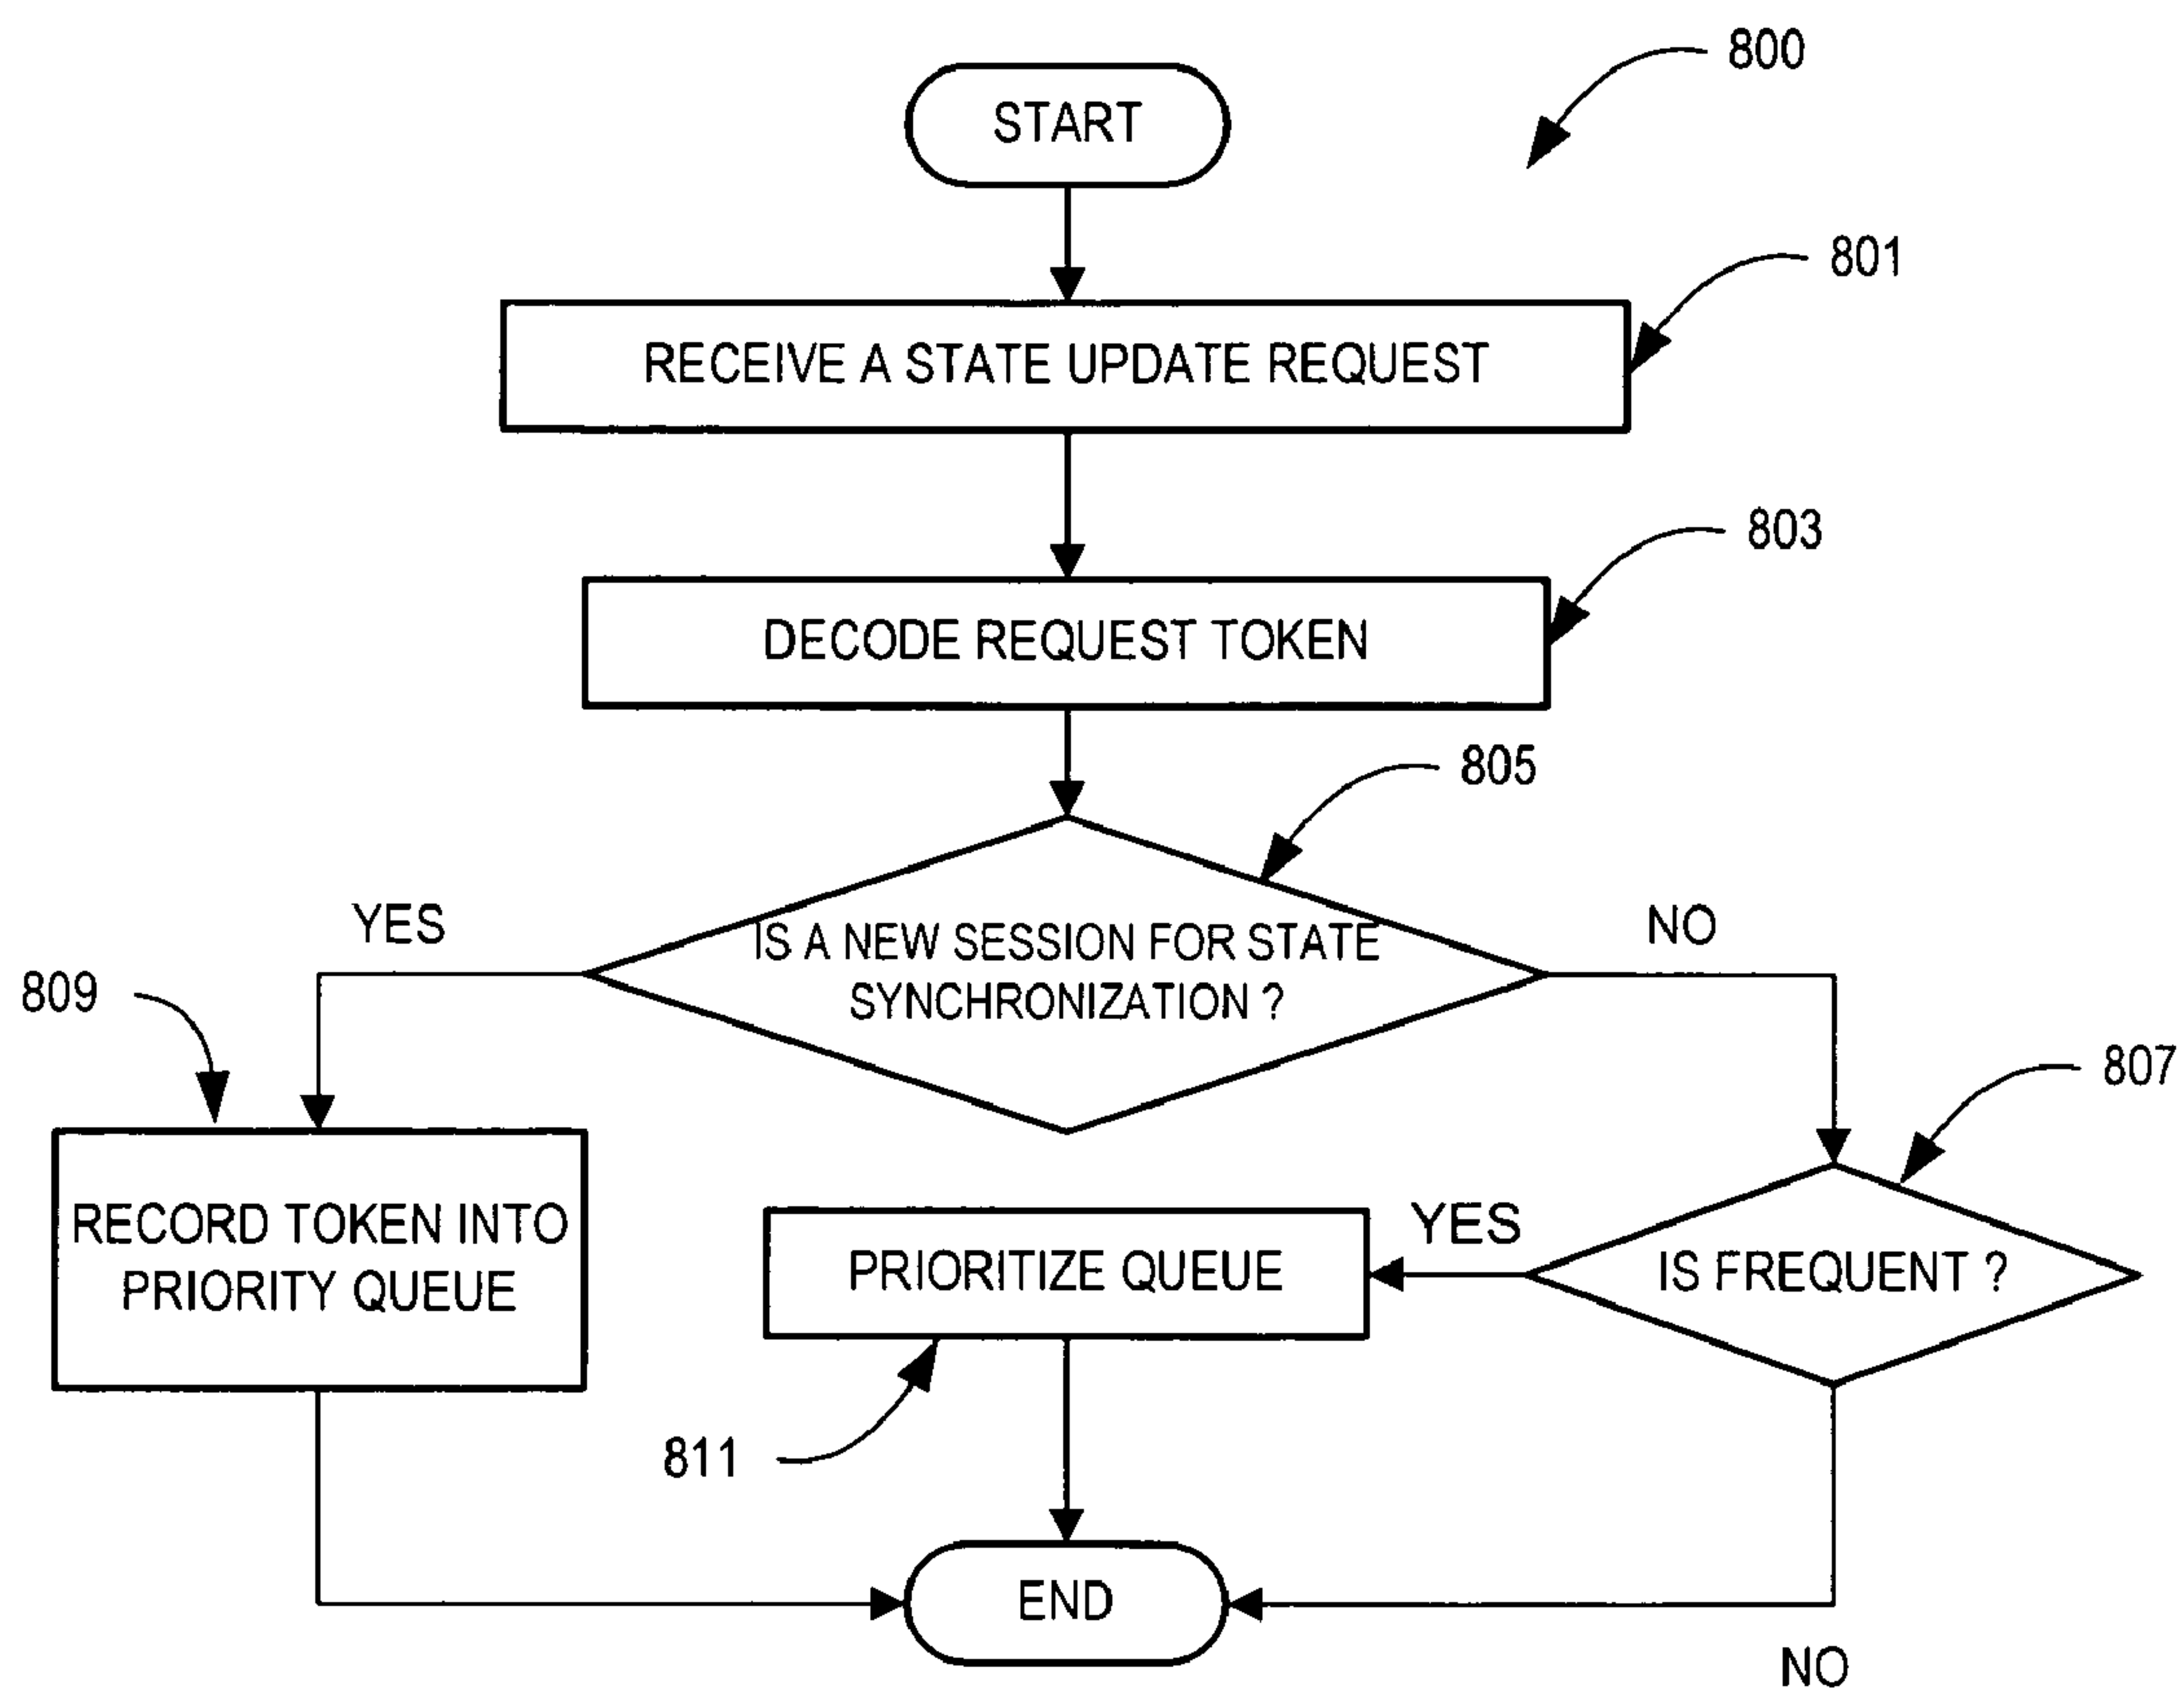 800
START
801
RECEIVE A STATE UPDATE REQUEST
803
DECODE REQUEST TOKEN
805
YES
IS A NEW SESSION FOR STATE
SYNCHRONIZATION ?
NO
809
807
RECORD TOKEN INTO
PRIORITY QUEUE
PRIORITIZE QUEUE
YES
IS FREQUENT ?
811
END
NO